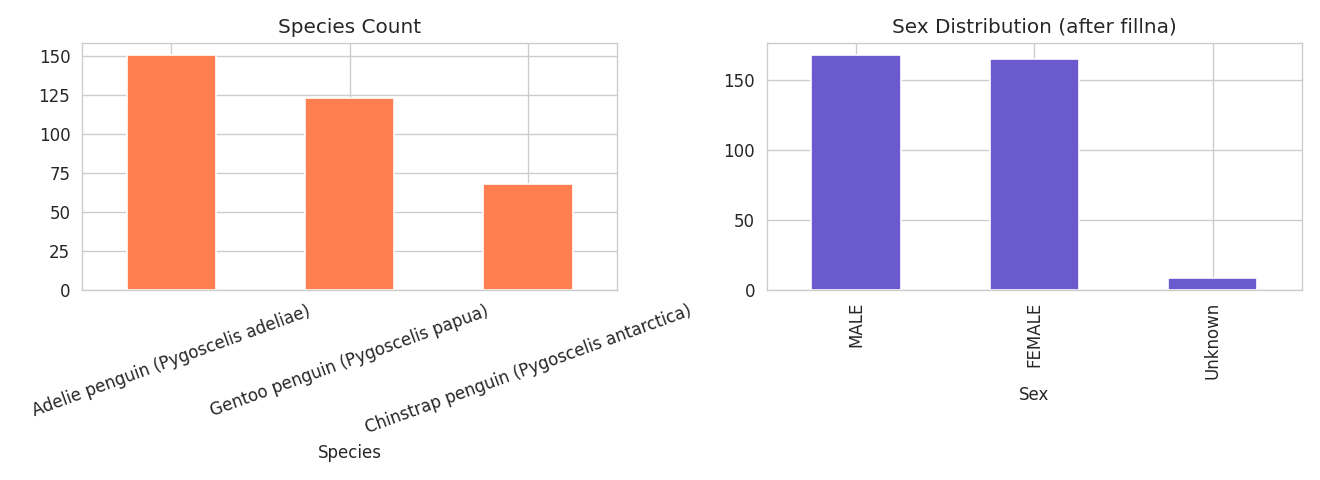 Species Count
150
125
100
75
50
25
0
Adelie penguin (Pygoscelis adeliae)
Gentoo penguin (Pygoscelis papua)
Chinstrap penguin (Pygoscelis antarctica)
Species
Sex Distribution (after fillna)
150
100
50
0
MALE
FEMALE
Unknown
Sex